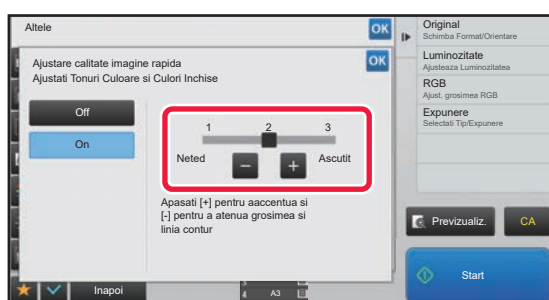 Altele
OK
Ajustare calitate imagine rapida
Ajustati Tonuri Culoare si Culori Inchise
OK
Off
On
1 2 3
Neted - + Ascutit
Apasati [+] pentru aaccentua si
[-] pentru a atenua grosimea si
linia contur
Inapoi
4 A3
Original
Schimba Format/Orientare
Luminozitate
Ajusteaza Luminozitatea
RGB
Ajust. grosimea RGB
Expunere
Selectati Tip/Expunere
Previzualiz.
CA
Start